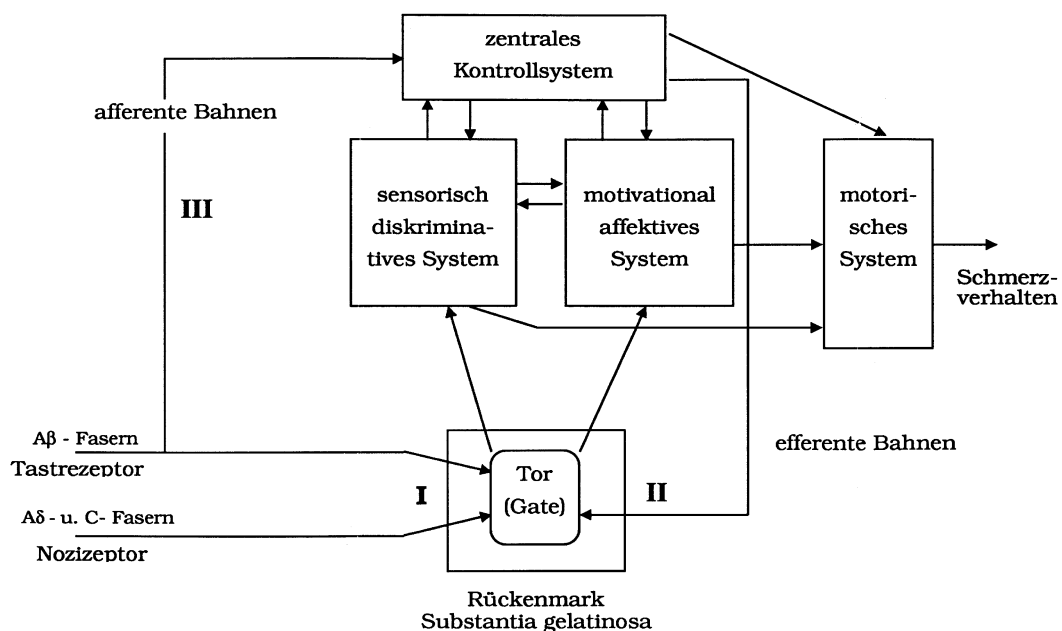 zentrales
Kontrollsystem
afferente Bahnen
III
sensorisch
diskrimina-
tives System
motivational
affektives
System
motori-
sches
System
Schmerz-
verhalten
Aβ - Fasern
Tastrezeptor
Aδ - u. C- Fasern
Nozizeptor
I
Tor
(Gate)
II
efferente Bahnen
Rückenmark
Substantia gelatinosa